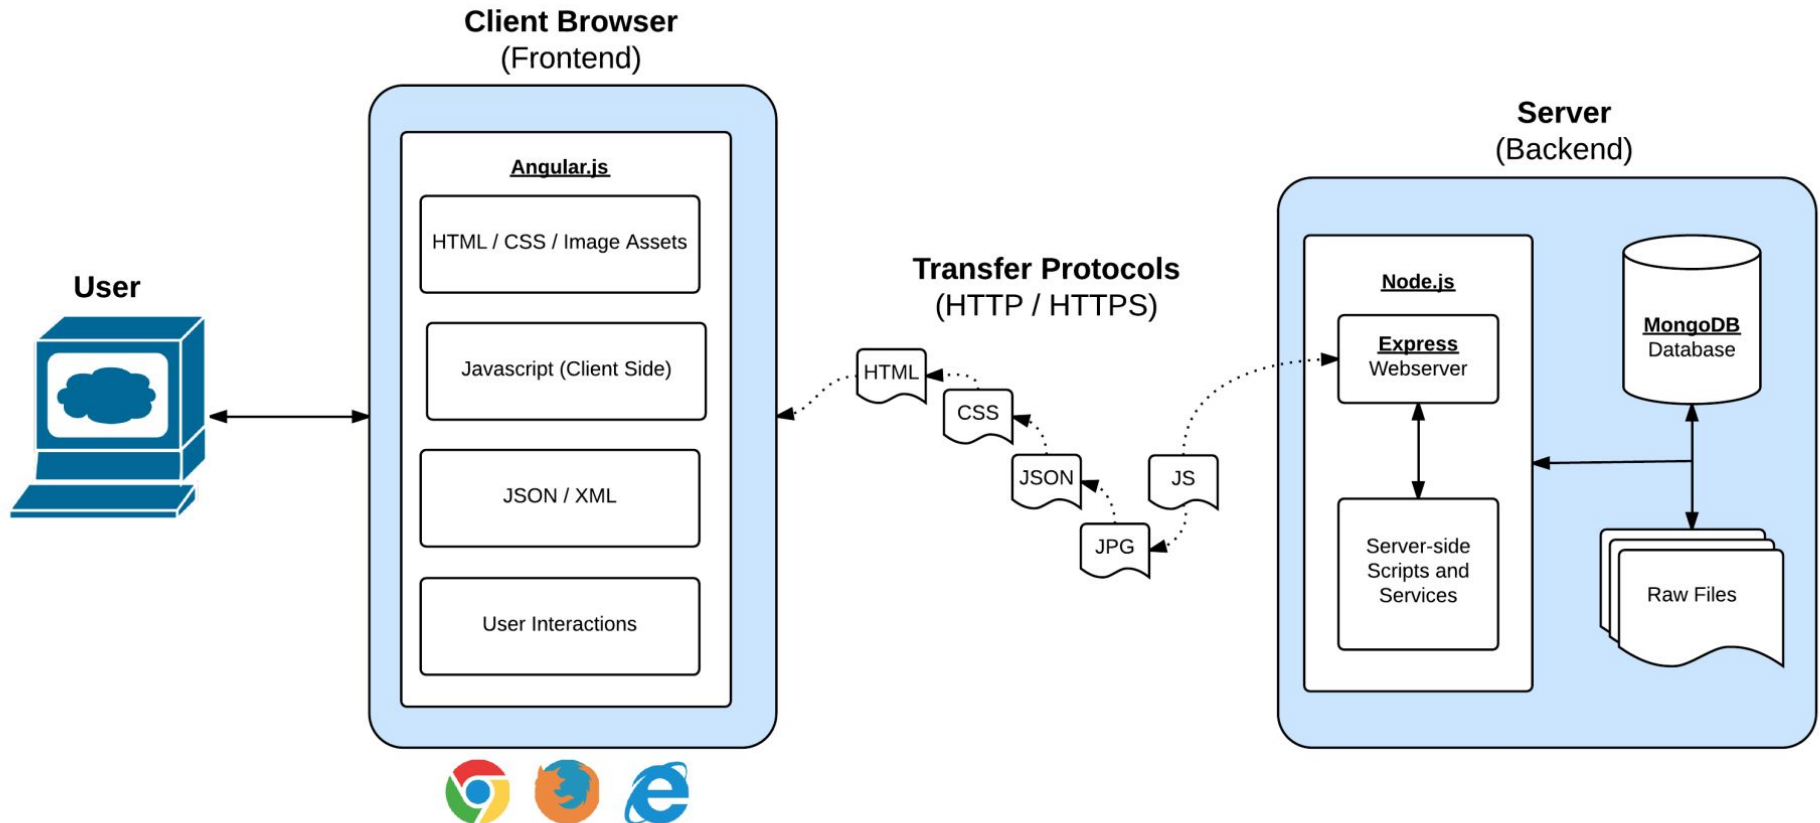 Client Browser
(Frontend)
Server
(Backend)
User
Angular.js
HTML / CSS / Image Assets
Javascript (Client Side)
JSON / XML
User Interactions
Transfer Protocols
(HTTP / HTTPS)
HTML
CSS
JSON
JPG
JS
Node.js
Express
Webserver
Server-side
Scripts and
Services
MongoDB
Database
Raw Files